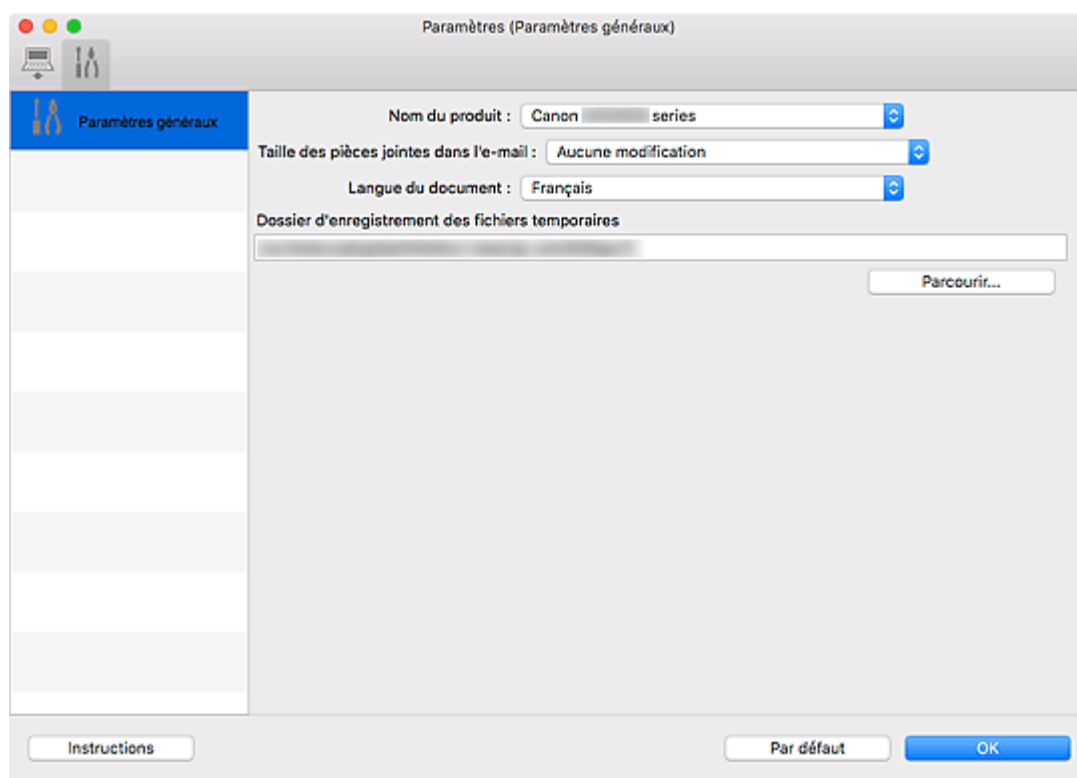 Paramètres (Paramètres généraux)
Paramètres généraux
Nom du produit : Canon series
Taille des pièces jointes dans l'e-mail : Aucune modification
Langue du document : Français
Dossier d'enregistrement des fichiers temporaires
Parcourir...
Instructions
Par défaut
OK